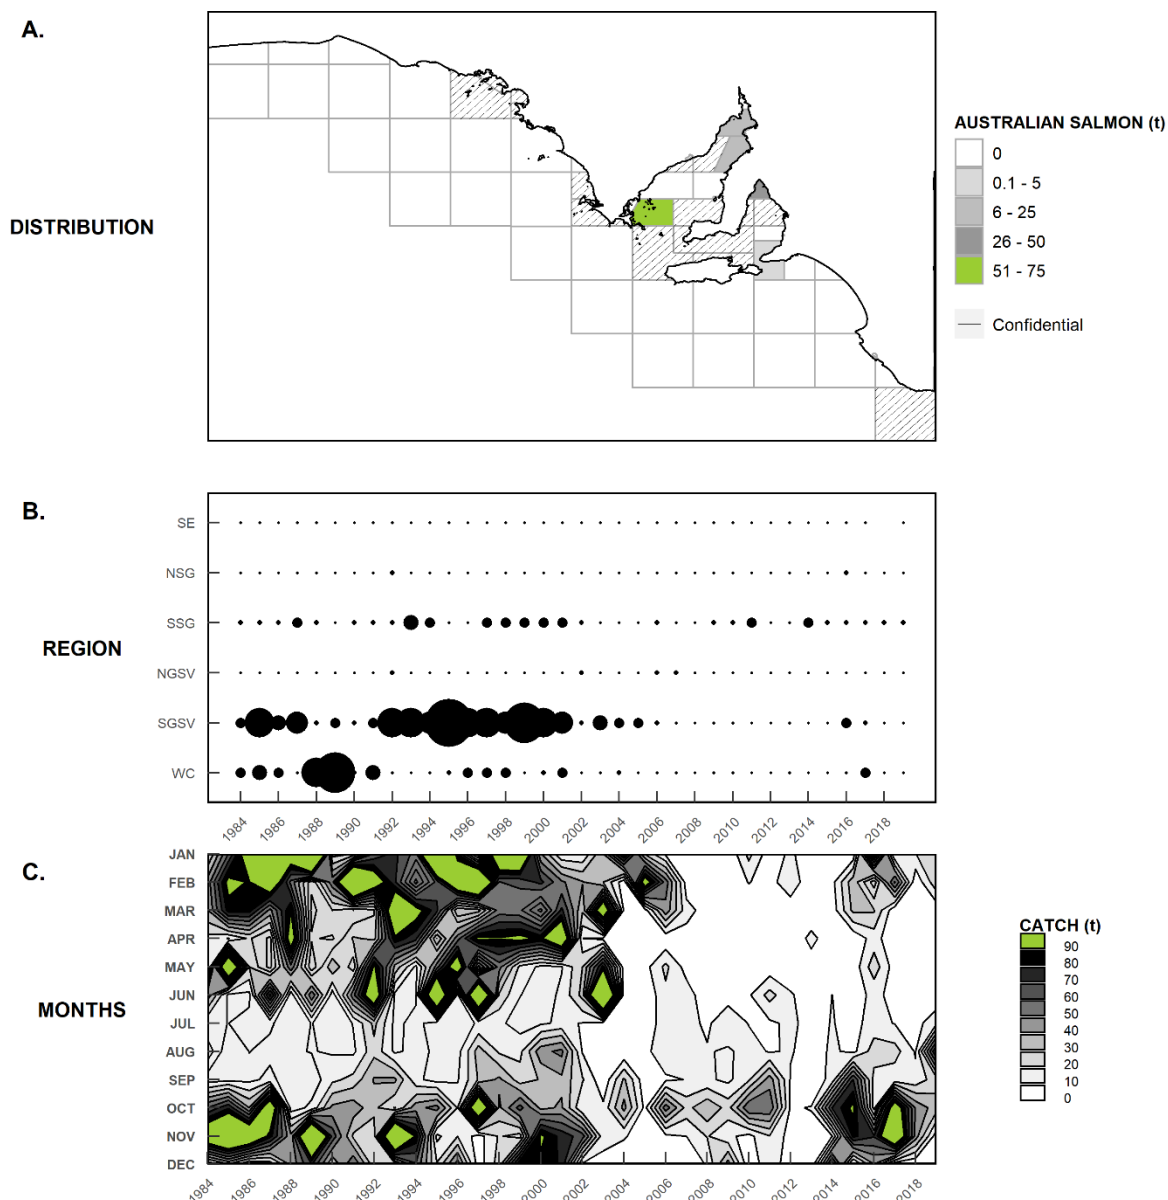 A.
DISTRIBUTION
AUSTRALIAN SALMON (t)
0
0.1 - 5
6 - 25
26 - 50
51 - 75
Confidential
B.
REGION
SE
NSG
SSG
NGSV
SGSV
WC
1984 1986 1988 1990 1992 1994 1996 1998 2000 2002 2004 2006 2008 2010 2012 2014 2016 2018
C.
MONTHS
JAN
FEB
MAR
APR
MAY
JUN
JUL
AUG
SEP
OCT
NOV
DEC
1984 1986 1988 1990 1992 1994 1996 1998 2000 2002 2004 2006 2008 2010 2012 2014 2016 2018
CATCH (t)
90
80
70
60
50
40
30
20
10
0